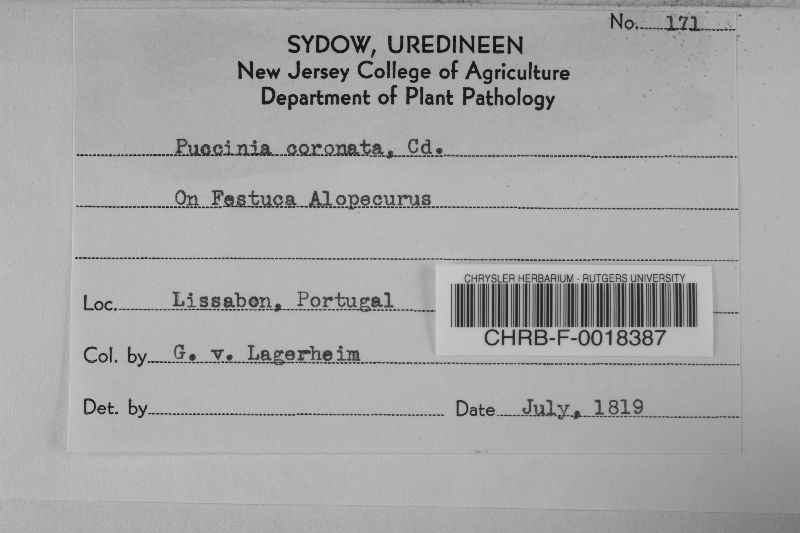 No. 171
SYDOW, UREDINEEN
New Jersey College of Agriculture
Department of Plant Pathology
Puccinia coronata, Cd.
On Festuca Alopecurus
Loc. Lissabon, Portugal
CHRYSLER HERBARIUM - RUTGERS UNIVERSITY
CHRB-F-0018387
Col. by G. v. Lagerheim
Det. by
Date July, 1819